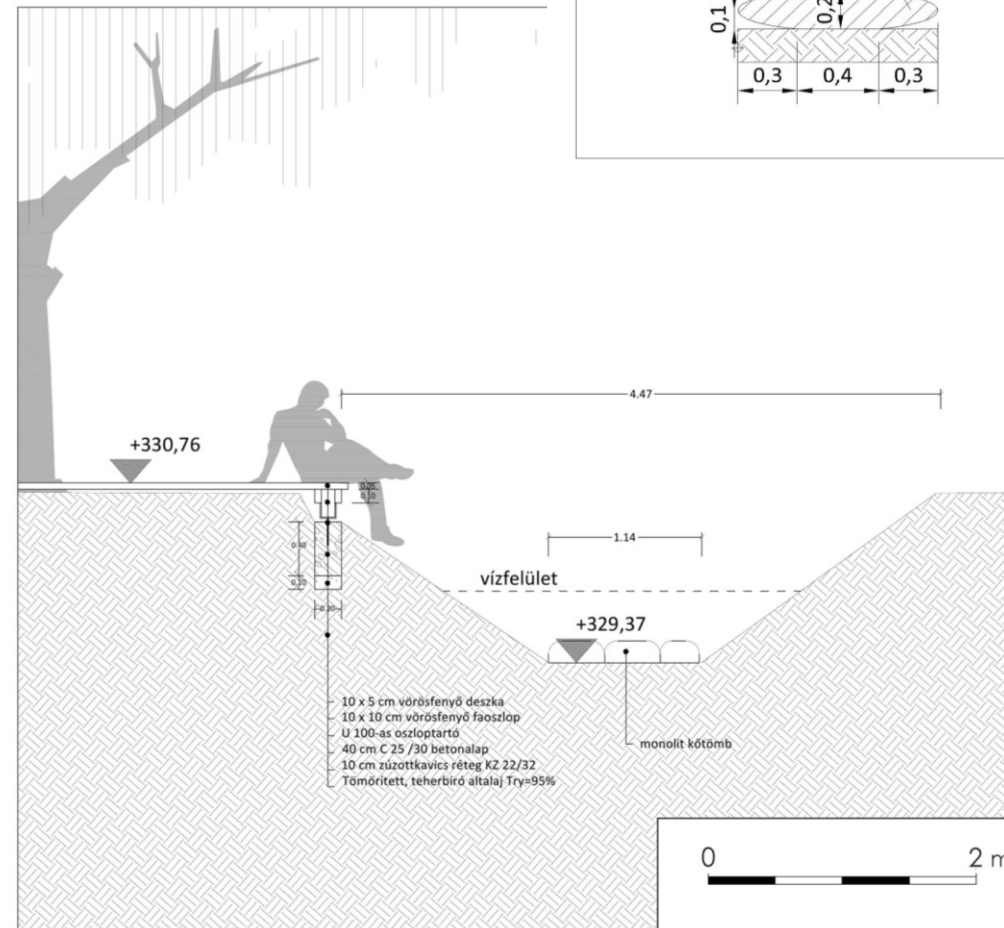 0,1
0,2
0,3
0,4
0,3
4.47
+330,76
0.05
0.10
1.14
0.40
vízfelület
0.10
+329,37
0.30
10 x 5 cm vörösfenyő deszka
10 x 10 cm vörösfenyő faoszlop
U 100-as oszloptartó
40 cm C 25 /30 betonalap
10 cm zúzottkavics réteg KZ 22/32
Tömörített, teherbíró altalaj Try=95%
monolit kőtömb
0
2 m